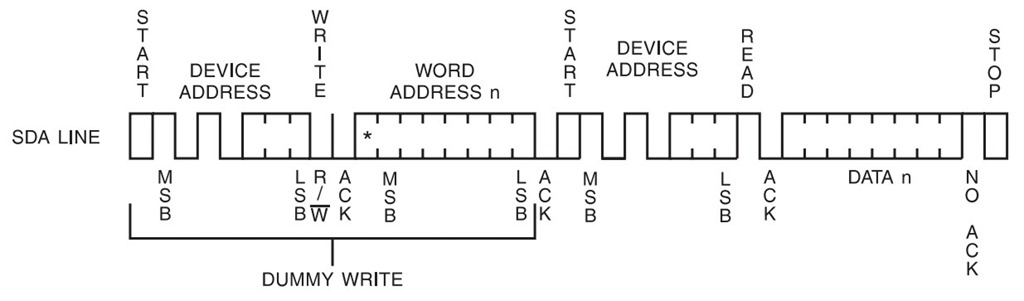 START
WRITE
START
READ
STOP
DEVICE
ADDRESS
WORD
ADDRESS n
DEVICE
ADDRESS
SDA LINE
*
MSB
LSB
R/W
ACK
MSB
LSB
ACK
MSB
LSB
ACK
DATA n
NO ACK
DUMMY WRITE